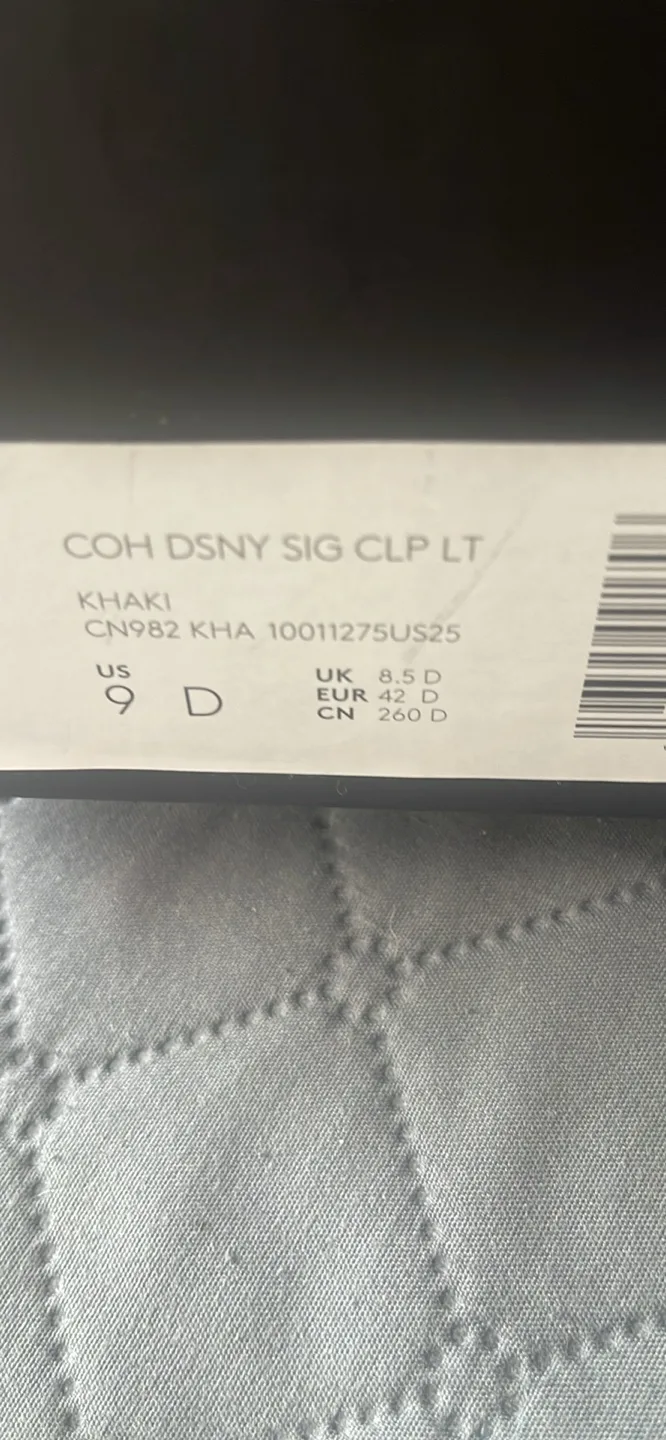 COH DSNY SIG CLP LT
KHAKI
CN982 KHA 10011275US25
US
9 D
UK 8.5 D
EUR 42 D
CN 260 D